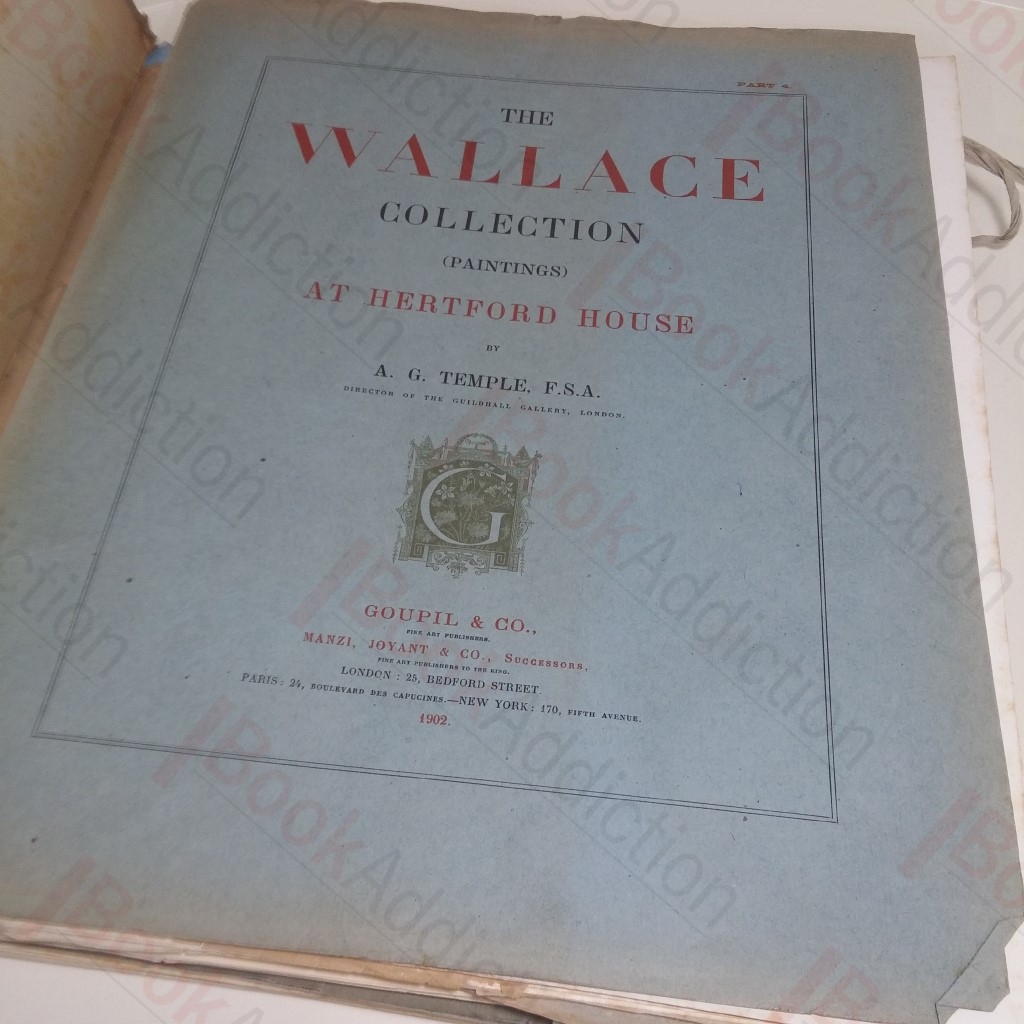 PART 4.
THE
WALLACE
COLLECTION
(PAINTINGS)
AT HERTFORD HOUSE
BY
A. G. TEMPLE, F.S.A.
DIRECTOR OF THE GUILDHALL GALLERY, LONDON.
G
GOUPIL & CO.,
FINE ART PUBLISHERS.
MANZI, JOYANT & CO., SUCCESSORS,
FINE ART PUBLISHERS TO THE KING.
LONDON : 25, BEDFORD STREET.
PARIS : 24, BOULEVARD DES CAPUCINES.—NEW YORK : 170, FIFTH AVENUE.
1902.
BookAddiction